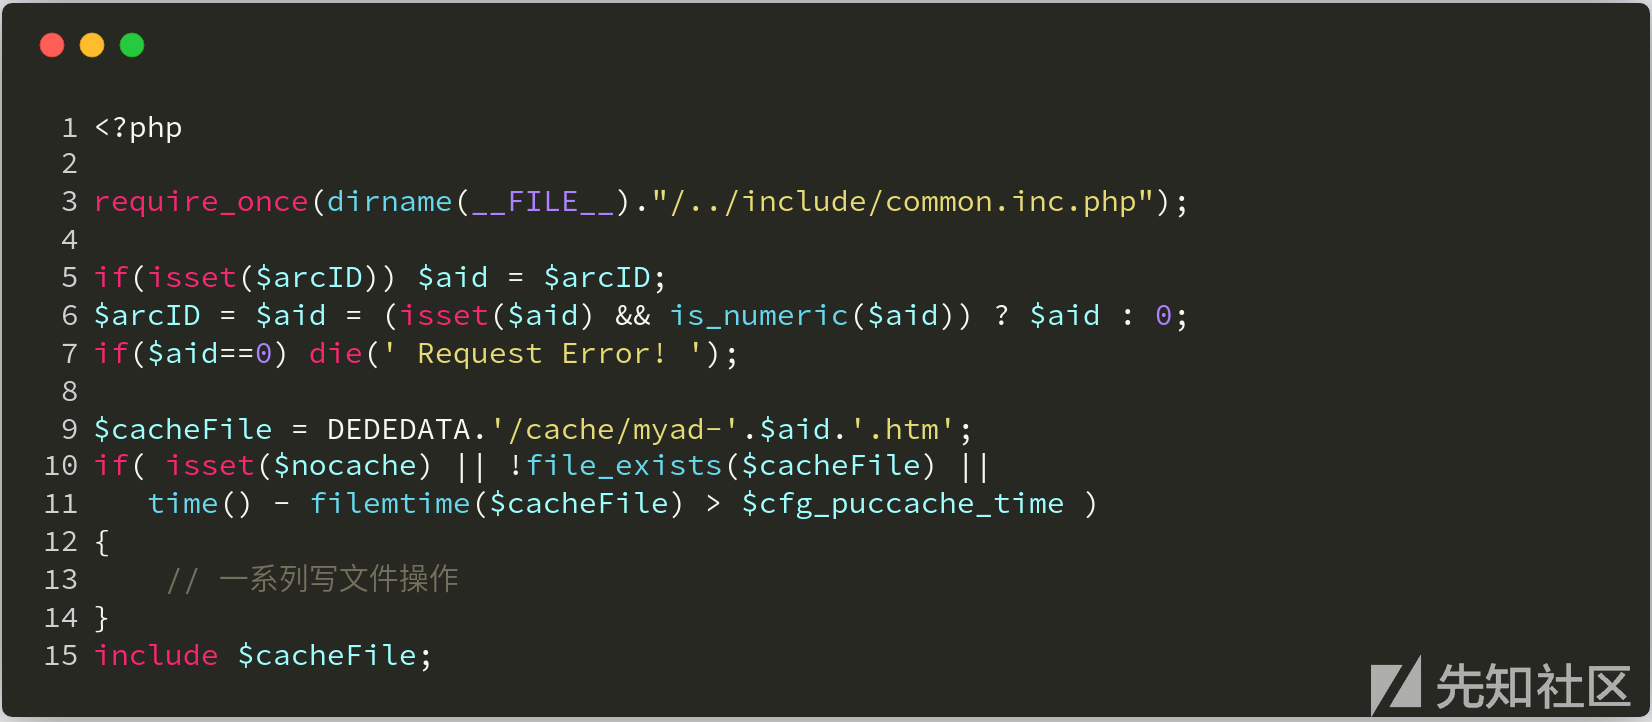 1 <?php
2
3 require_once(dirname(__FILE__)."/../include/common.inc.php");
4
5 if(isset($arcID)) $aid = $arcID;
6 $arcID = $aid = (isset($aid) && is_numeric($aid)) ? $aid : 0;
7 if($aid==0) die(' Request Error! ');
8
9 $cacheFile = DEDEDATA.'/cache/myad-'.$aid.'.htm';
10 if( isset($nocache) || !file_exists($cacheFile) ||
11    time() - filemtime($cacheFile) > $cfg_puccache_time )
12 {
13     // 一系列写文件操作
14 }
15 include $cacheFile;
先知社区